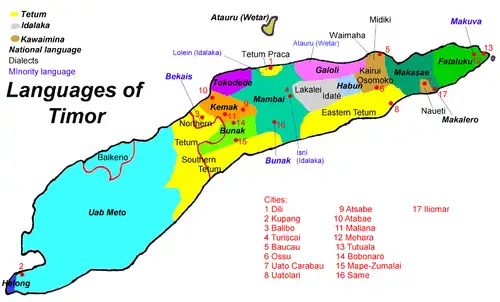 Tetum
Idalaka
Kawaimina
National language
Dialects
Minority language
Languages of
Timor
Atauru (Wetar)
Lolein (Idalaka)
Tetum Praca
Ataury (Wetar)
Waimaha
Midiki
Makuva
Bekais
Tokodede
Galoli
Kairui
Makasae
Fataluku
Kemak
Mambai
Lakalei
Idaté
Habun
Osomoko
Naueti
Makalero
Northern
Tetum
Bunak
Eastern Tetum
Southern
Tetum
Bunak
Isní
(Idalaka)
Baikeno
Uab Meto
Helong
1
2
3
4
5
6
7
8
9
10
11
12
13
14
15
16
17
Cities:
1 Dili
2 Kupang
3 Balibo
4 Turiscai
5 Baucau
6 Ossu
7 Uato Carabau
8 Uatolari
9 Atsabe
10 Atabae
11 Maliana
12 Mehara
13 Tutuala
14 Bobonaro
15 Mape-Zumalai
16 Same
17 Iliomar